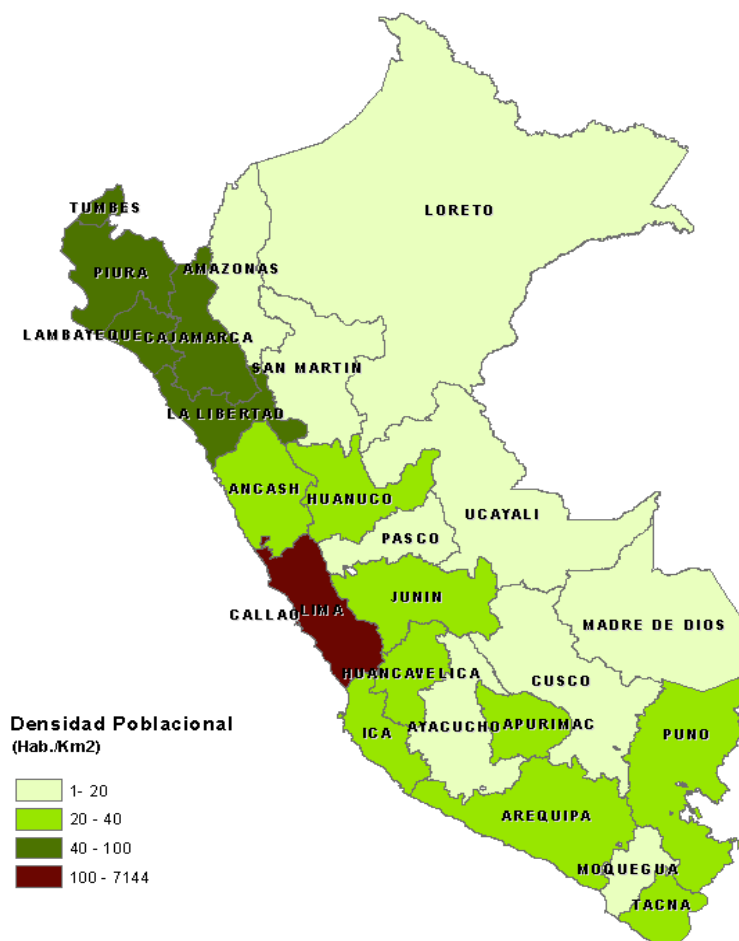 LORETO
TUMBES
AMAZONAS
PIURA
LAMBAYEQUE
CAJAMARCA
SAN MARTIN
LA LIBERTAD
ANCASH
HUANUCO
UCAYALI
PASCO
JUNIN
CALLAO
LIMA
MADRE DE DIOS
HUANCAVELICA
CUSCO
ICA
AYACUCHO
APURIMAC
PUNO
AREQUIPA
MOQUEGUA
TACNA
Densidad Poblacional
(Hab./Km2)
1- 20
20 - 40
40 - 100
100 - 7144